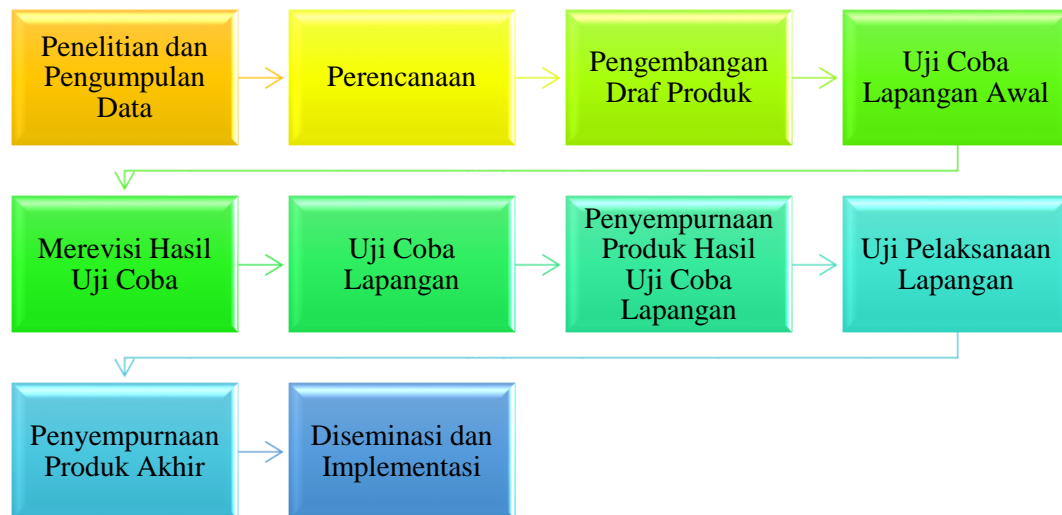 Penelitian dan
Pengumpulan
Data
Perencanaan
Pengembangan
Draf Produk
Uji Coba
Lapangan Awal
Merevisi Hasil
Uji Coba
Uji Coba
Lapangan
Penyempurnaan
Produk Hasil
Uji Coba
Lapangan
Uji Pelaksanaan
Lapangan
Penyempurnaan
Produk Akhir
Diseminasi dan
Implementasi